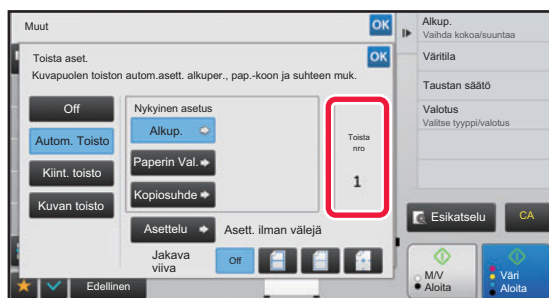 Muut
OK
Toista aset.
OK
Kuvapuolen toiston autom.asett. alkuper., pap.-koon ja suhteen muk.
Off
Autom. Toisto
Kiint. toisto
Kuvan toisto
Nykyinen asetus
Alkup.
Paperin Val.
Kopiosuhde
Toista
nro
1
Asettelu
Asett. ilman välejä
Jakava
viiva
Off
Edellinen
Alkup.
Vaihda kokoa/suuntaa
Väritila
Taustan säätö
Valotus
Valitse tyyppi/valotus
Esikatselu
CA
M/V
Aloita
Väri
Aloita